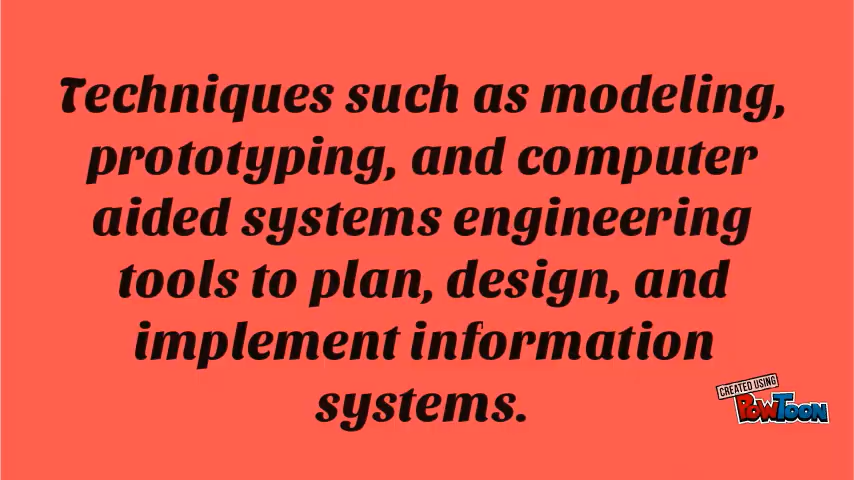 Techniques such as modeling,
prototyping, and computer
aided systems engineering
tools to plan, design, and
implement information
systems.
CREATED USING
POWTOON